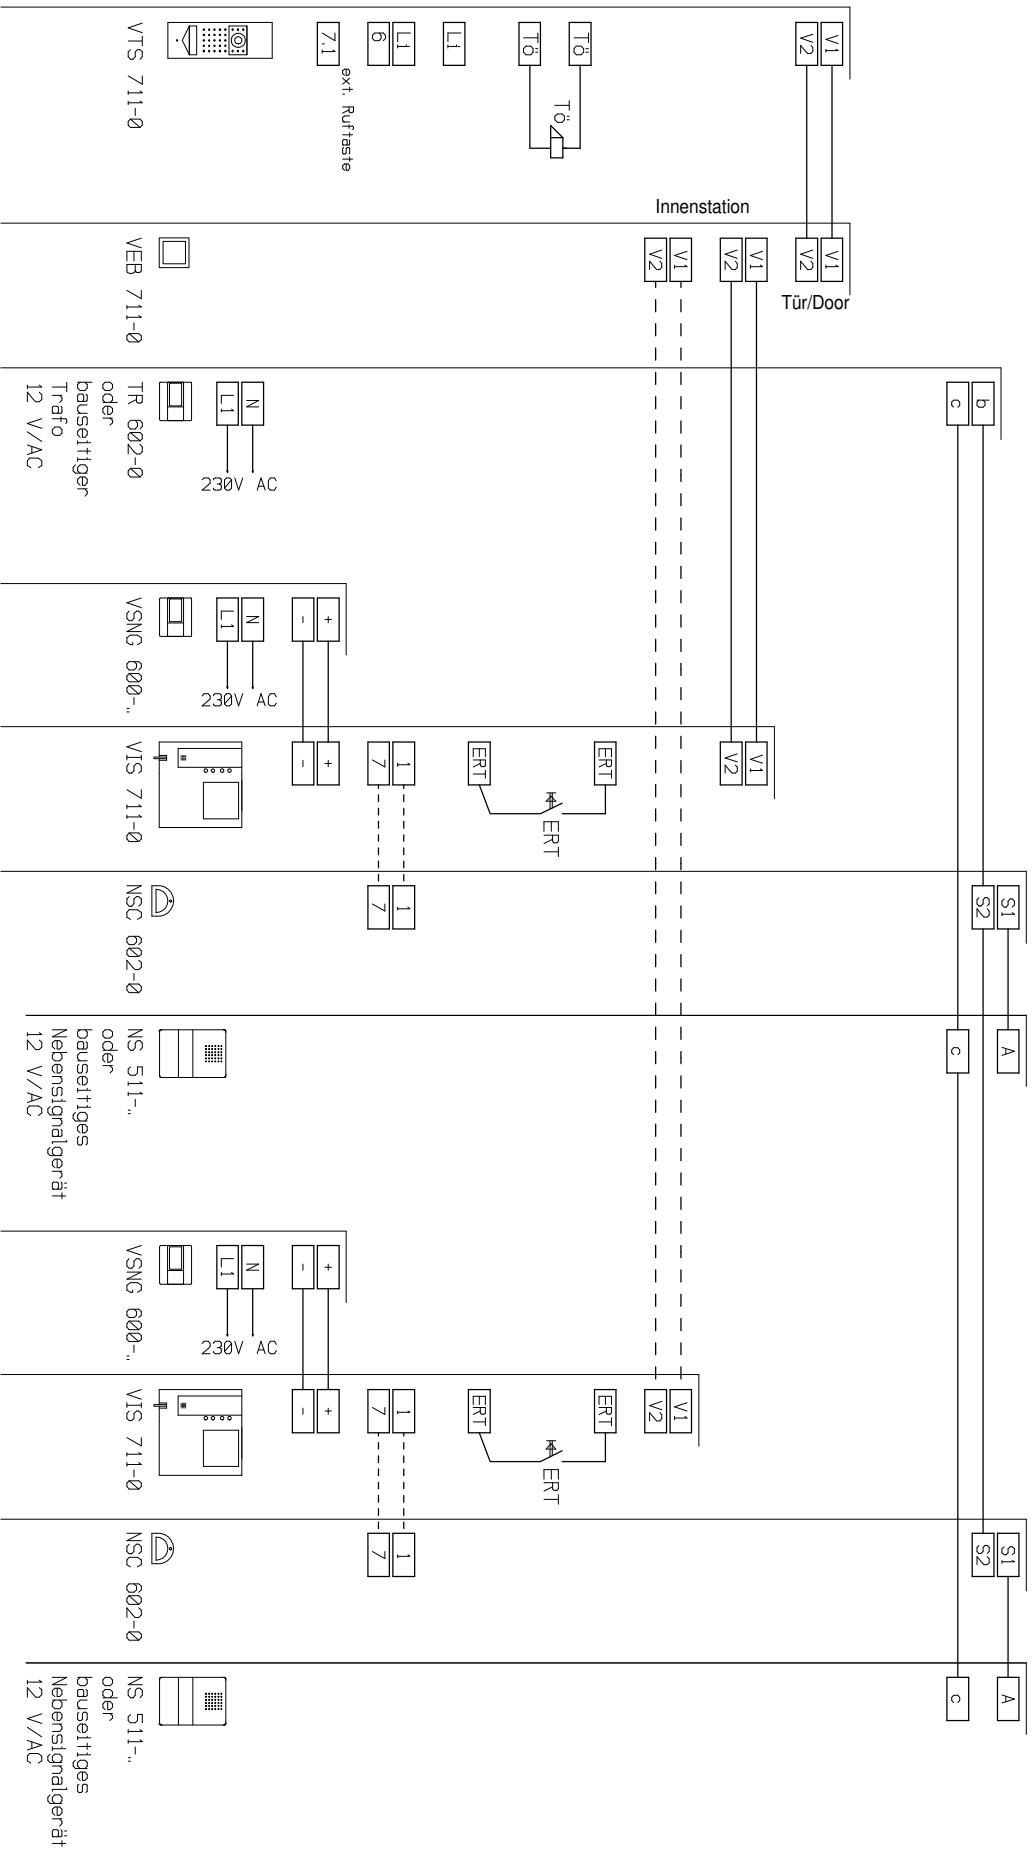 VTS 711-0
7.1
ext. Ruftaste
6
L1
L1
Tö
Tö
Tö
V2
V1
VEB 711-0
Innenstation
V2
V1
V2
V1
V2
V1
Tür/Door
TR 602-0
oder
bauseitiger
Trafo
12 V/AC
L1
N
230V AC
c
b
VSNG 600-..
L1
N
230V AC
-
+
VIS 711-0
-
+
7
1
ERT
ERT
ERT
V2
V1
NSC 602-0
7
1
S2
S1
NS 511-..
oder
bauseitiges
Nebensignalgerät
12 V/AC
c
A
VSNG 600-..
L1
N
230V AC
-
+
VIS 711-0
-
+
7
1
ERT
ERT
ERT
V2
V1
NSC 602-0
7
1
S2
S1
NS 511-..
oder
bauseitiges
Nebensignalgerät
12 V/AC
c
A